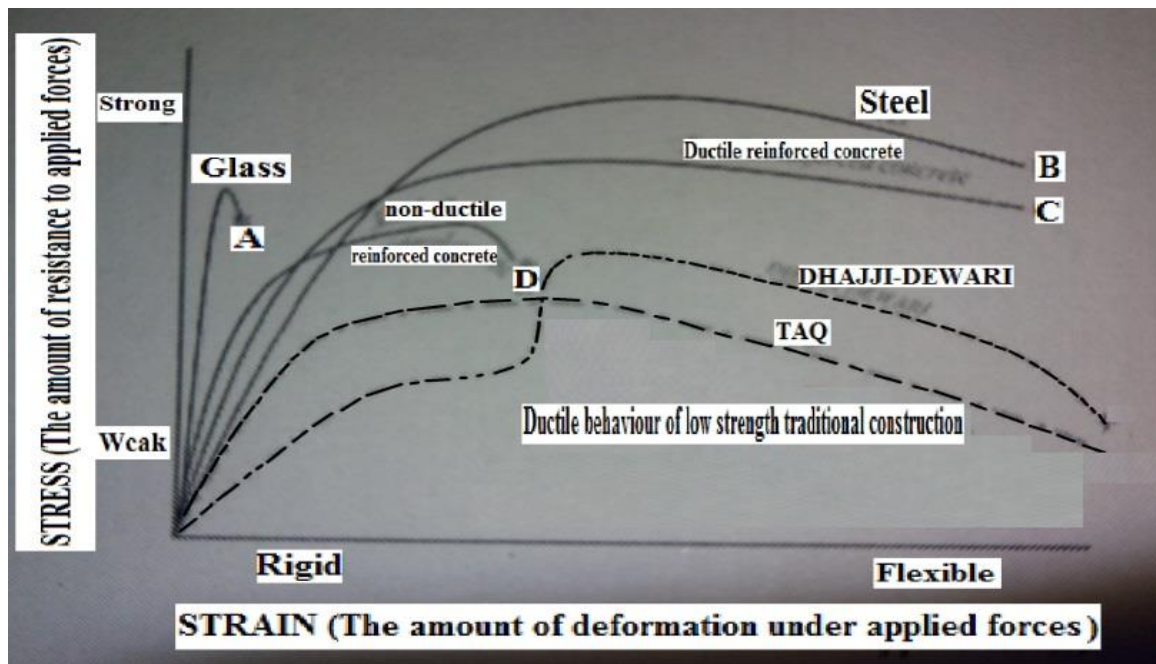 STRESS (The amount of resistance to applied forces)
Strong
Steel
Ductile reinforced concrete
Glass
B
non-ductile
C
A
reinforced concrete
D
DHAJJI-DEWARI
TAQ
Ductile behaviour of low strength traditional construction
Wcak
Rigid
Flexible
STRAIN (The amount of deformation under applied forces )